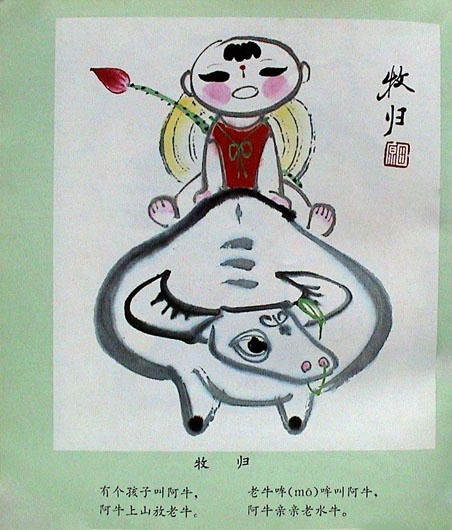 牧归
牧 归
有个孩子叫阿牛，
阿牛上山放老牛。
老牛哞(mō)哞叫阿牛，
阿牛亲亲老水牛。